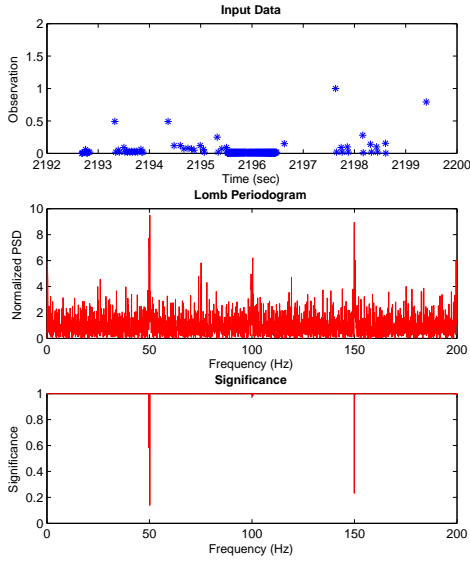 Input Data
2
1.5
1
0.5
0
Observation
2192 2193 2194 2195 2196 2197 2198 2199 2200
Time (sec)
Lomb Periodogram
10
8
6
4
2
0
Normalized PSD
0 50 100 150 200
Frequency (Hz)
Significance
1
0.8
0.6
0.4
0.2
0
Significance
0 50 100 150 200
Frequency (Hz)